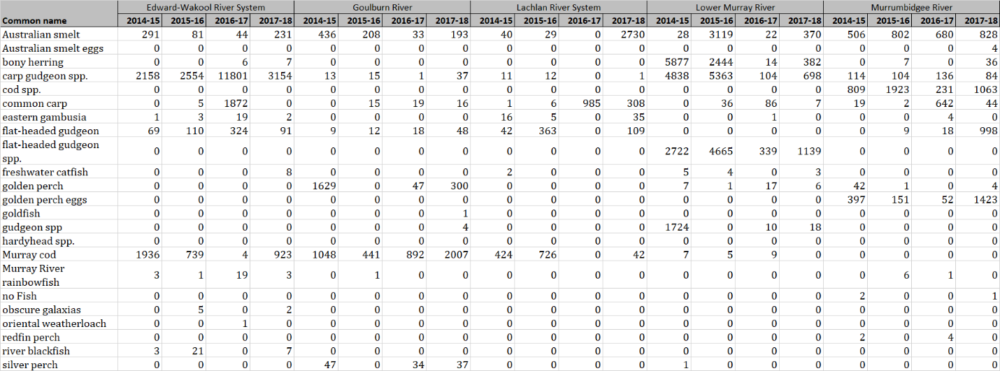 Edward-Wakool River System Goulburn River Lachlan River System Lower Murray River Murrumbidgee River
Common name 2014-15 2015-16 2016-17 2017-18 2014-15 2015-16 2016-17 2017-18 2014-15 2015-16 2016-17 2017-18 2014-15 2015-16 2016-17 2017-18 2014-15 2015-16 2016-17 2017-18
Australian smelt 291 81 44 231 436 208 33 193 40 29 0 2730 28 3119 22 370 506 802 680 828
Australian smelt eggs 0 0 0 0 0 0 0 0 0 0 0 0 0 0 0 0 0 0 0 4
bony herring 0 0 6 7 0 0 0 0 0 0 0 0 5877 2444 14 382 0 7 0 36
carp gudgeon spp. 2158 2554 11801 3154 13 15 1 37 11 12 0 1 4838 5363 104 698 114 104 136 84
cod spp. 0 0 0 0 0 0 0 0 0 0 0 0 0 0 0 0 809 1923 231 1063
common carp 0 5 1872 0 0 15 19 16 1 6 985 308 0 36 86 7 19 2 642 44
eastern gambusia 1 3 19 2 0 0 0 0 16 5 0 35 0 0 1 0 0 0 4 0
flat-headed gudgeon 69 110 324 91 9 12 18 48 42 363 0 109 0 0 0 0 0 9 18 998
flat-headed gudgeon
spp. 0 0 0 0 0 0 0 0 0 0 0 0 2722 4665 339 1139 0 0 0 0
freshwater catfish 0 0 0 8 0 0 0 0 2 0 0 0 5 4 0 3 0 0 0 0
golden perch 0 0 0 0 1629 0 47 300 0 0 0 0 7 1 17 6 42 1 0 4
golden perch eggs 0 0 0 0 0 0 0 0 0 0 0 0 0 0 0 0 397 151 52 1423
goldfish 0 0 0 0 0 0 0 1 0 0 0 0 0 0 0 0 0 0 0 0
gudgeon spp 0 0 0 0 0 0 0 4 0 0 0 0 1724 0 10 18 0 0 0 0
hardyhead spp. 0 0 0 0 0 0 0 0 0 0 0 0 0 0 0 0 0 0 0 0
Murray cod 1936 739 4 923 1048 441 892 2007 424 726 0 42 7 5 9 0 0 0 0 0
Murray River
rainbowfish 3 1 19 3 0 1 0 0 0 0 0 0 0 0 0 0 0 6 1 0
no Fish 0 0 0 0 0 0 0 0 0 0 0 0 0 0 0 0 2 0 0 1
obscure galaxias 0 5 0 2 0 0 0 0 0 0 0 0 0 0 0 0 0 0 0 0
oriental weatherloach 0 0 1 0 0 0 0 0 0 0 0 0 0 0 0 0 0 0 0 0
redfin perch 0 0 0 0 0 0 0 0 0 0 0 0 0 0 0 0 2 0 4 0
river blackfish 3 21 0 7 0 0 0 0 0 0 0 0 0 0 0 0 0 0 0 0
silver perch 0 0 0 0 47 0 34 37 0 0 0 0 1 0 0 0 0 0 0 0